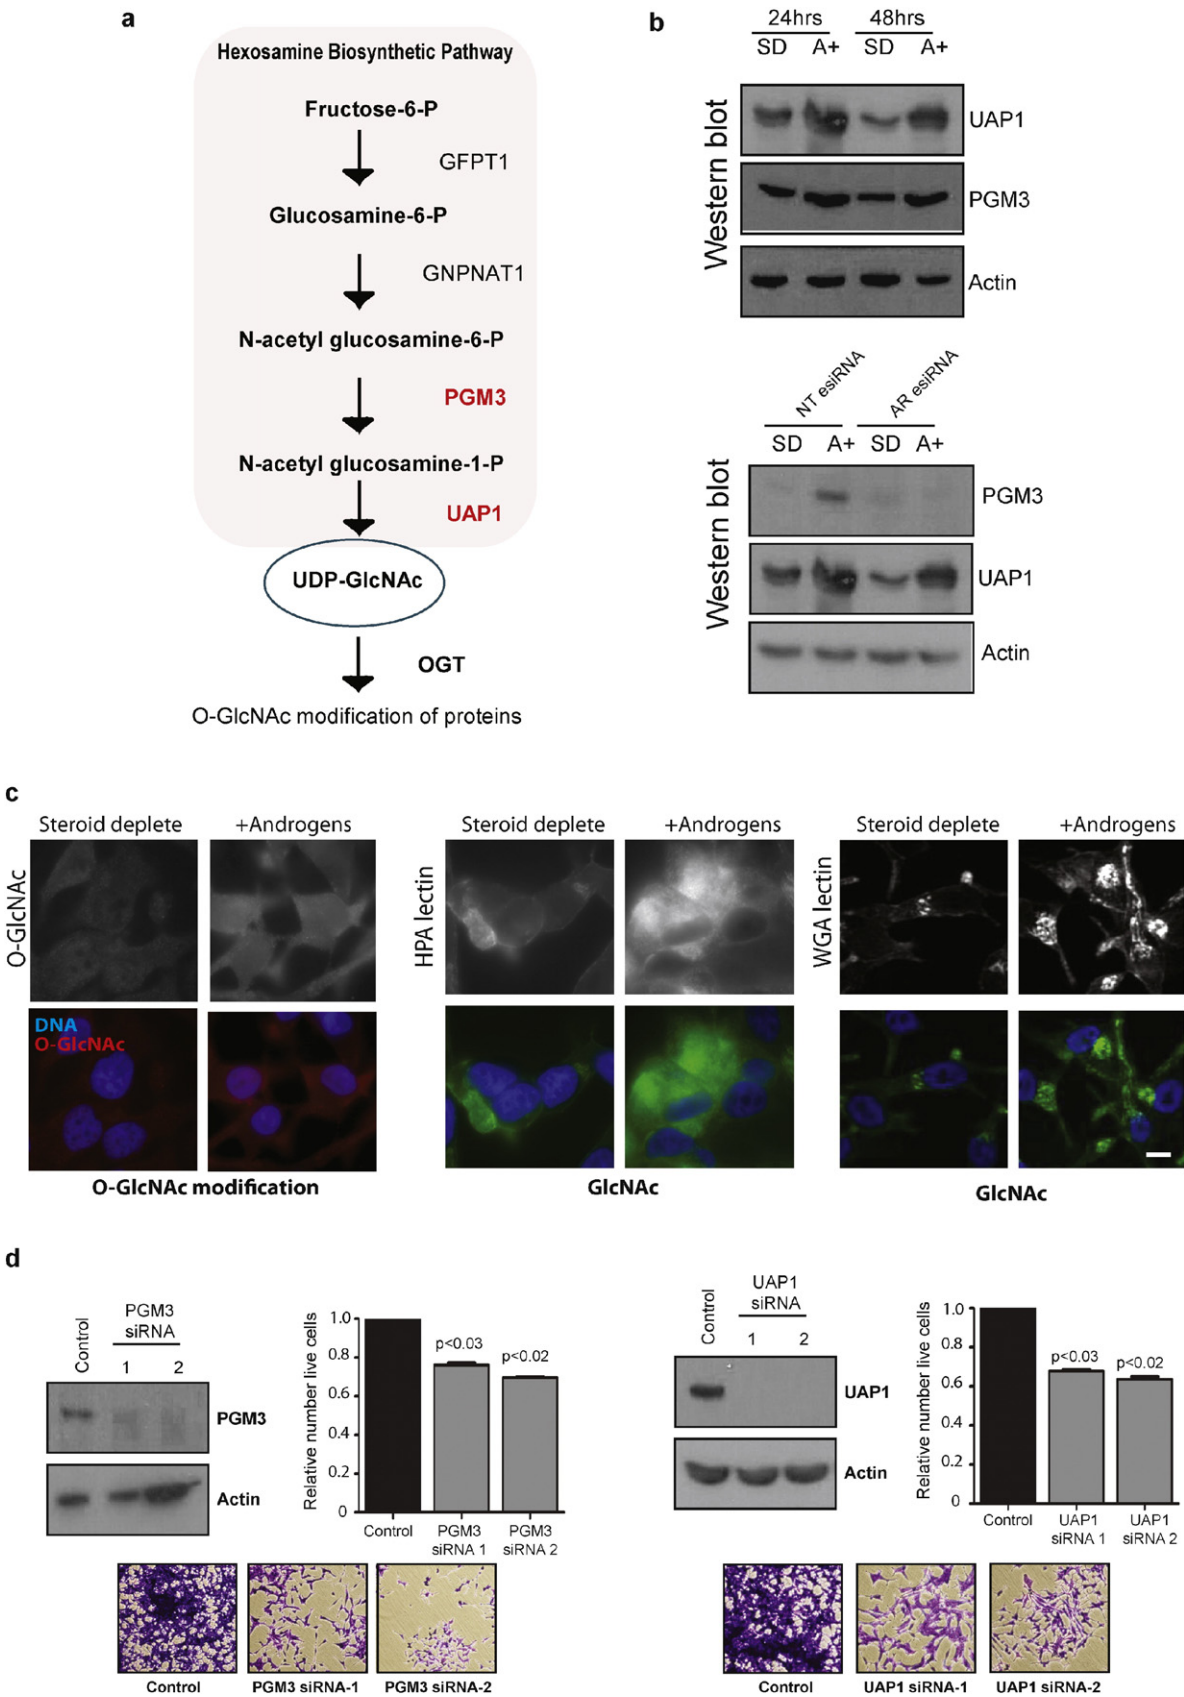 a
Hexosamine Biosynthetic Pathway
Fructose-6-P
GFPT1
Glucosamine-6-P
GNPNAT1
N-acetyl glucosamine-6-P
PGM3
N-acetyl glucosamine-1-P
UAP1
UDP-GlcNAc
OGT
O-GlcNAc modification of proteins
b
24hrs 48hrs
SD A+ SD A+
Western blot
UAP1
PGM3
Actin
NT esiRNA AR esiRNA
SD A+ SD A+
Western blot
PGM3
UAP1
Actin
c
Steroid deplete +Androgens
O-GlcNAc
DNA
O-GlcNAc
O-GlcNAc modification
Steroid deplete +Androgens
HPA lectin
GlcNAc
Steroid deplete +Androgens
WGA lectin
GlcNAc
d
Control
PGM3
siRNA
1 2
PGM3
Actin
Relative number live cells
1.0
0.8
0.6
0.4
0.2
0
p<0.03
p<0.02
Control
PGM3
siRNA 1
PGM3
siRNA 2
Control
PGM3 siRNA-1
PGM3 siRNA-2
Control
UAP1
siRNA
1 2
UAP1
Actin
Relative number live cells
1.0
0.8
0.6
0.4
0.2
0
p<0.03
p<0.02
Control
UAP1
siRNA 1
UAP1
siRNA 2
Control
UAP1 siRNA-1
UAP1 siRNA-2